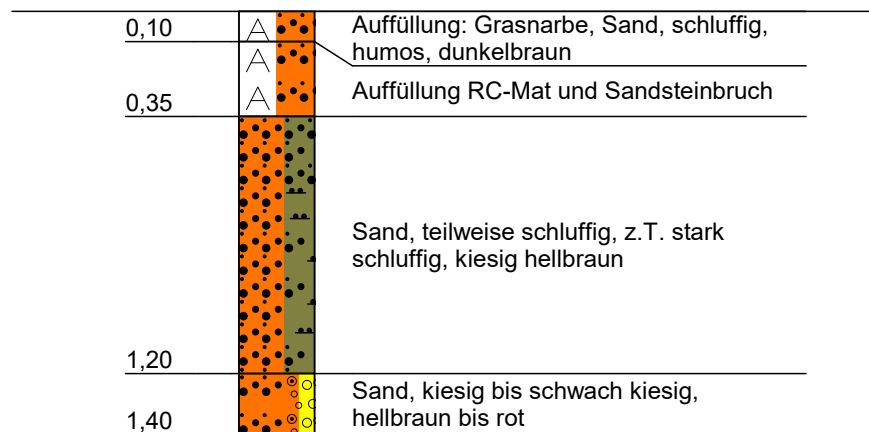 0,10
A
Auffüllung: Grasnarbe, Sand, schluffig,
humos, dunkelbraun
A
A
0,35
Auffüllung RC-Mat und Sandsteinbruch
Sand, teilweise schluffig, z.T. stark
schluffig, kiesig hellbraun
1,20
Sand, kiesig bis schwach kiesig,
hellbraun bis rot
1,40